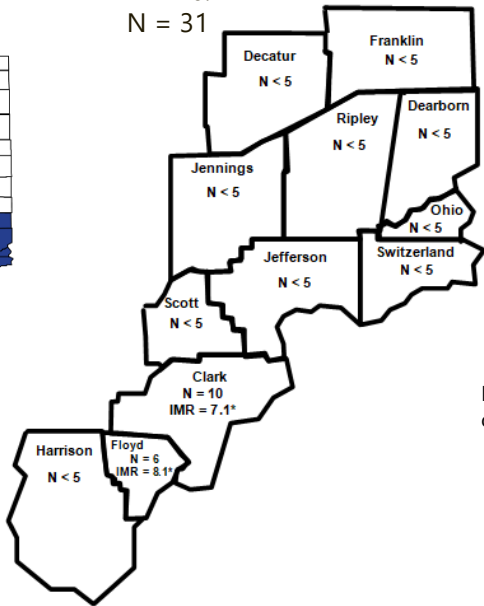 N = 31
Decatur
N < 5
Franklin
N < 5
Ripley
N < 5
Dearborn
N < 5
Jennings
N < 5
Ohio
N < 5
Jefferson
N < 5
Switzerland
N < 5
Scott
N < 5
Clark
N = 10
IMR = 7.1*
Harrison
N < 5
Floyd
N = 6
IMR = 8.1*